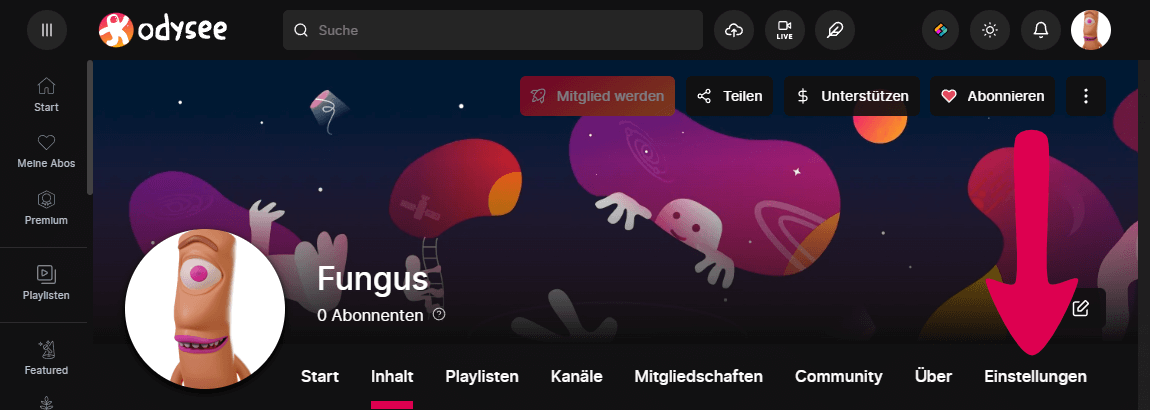 odysee
Suche
LIVE
Start
Meine Abos
Premium
Playlisten
Featured
Mitglied werden
Teilen
Unterstützen
Abonnieren
Fungus
0 Abonnenten
Start Inhalt Playlisten Kanäle Mitgliedschaften Community Über Einstellungen